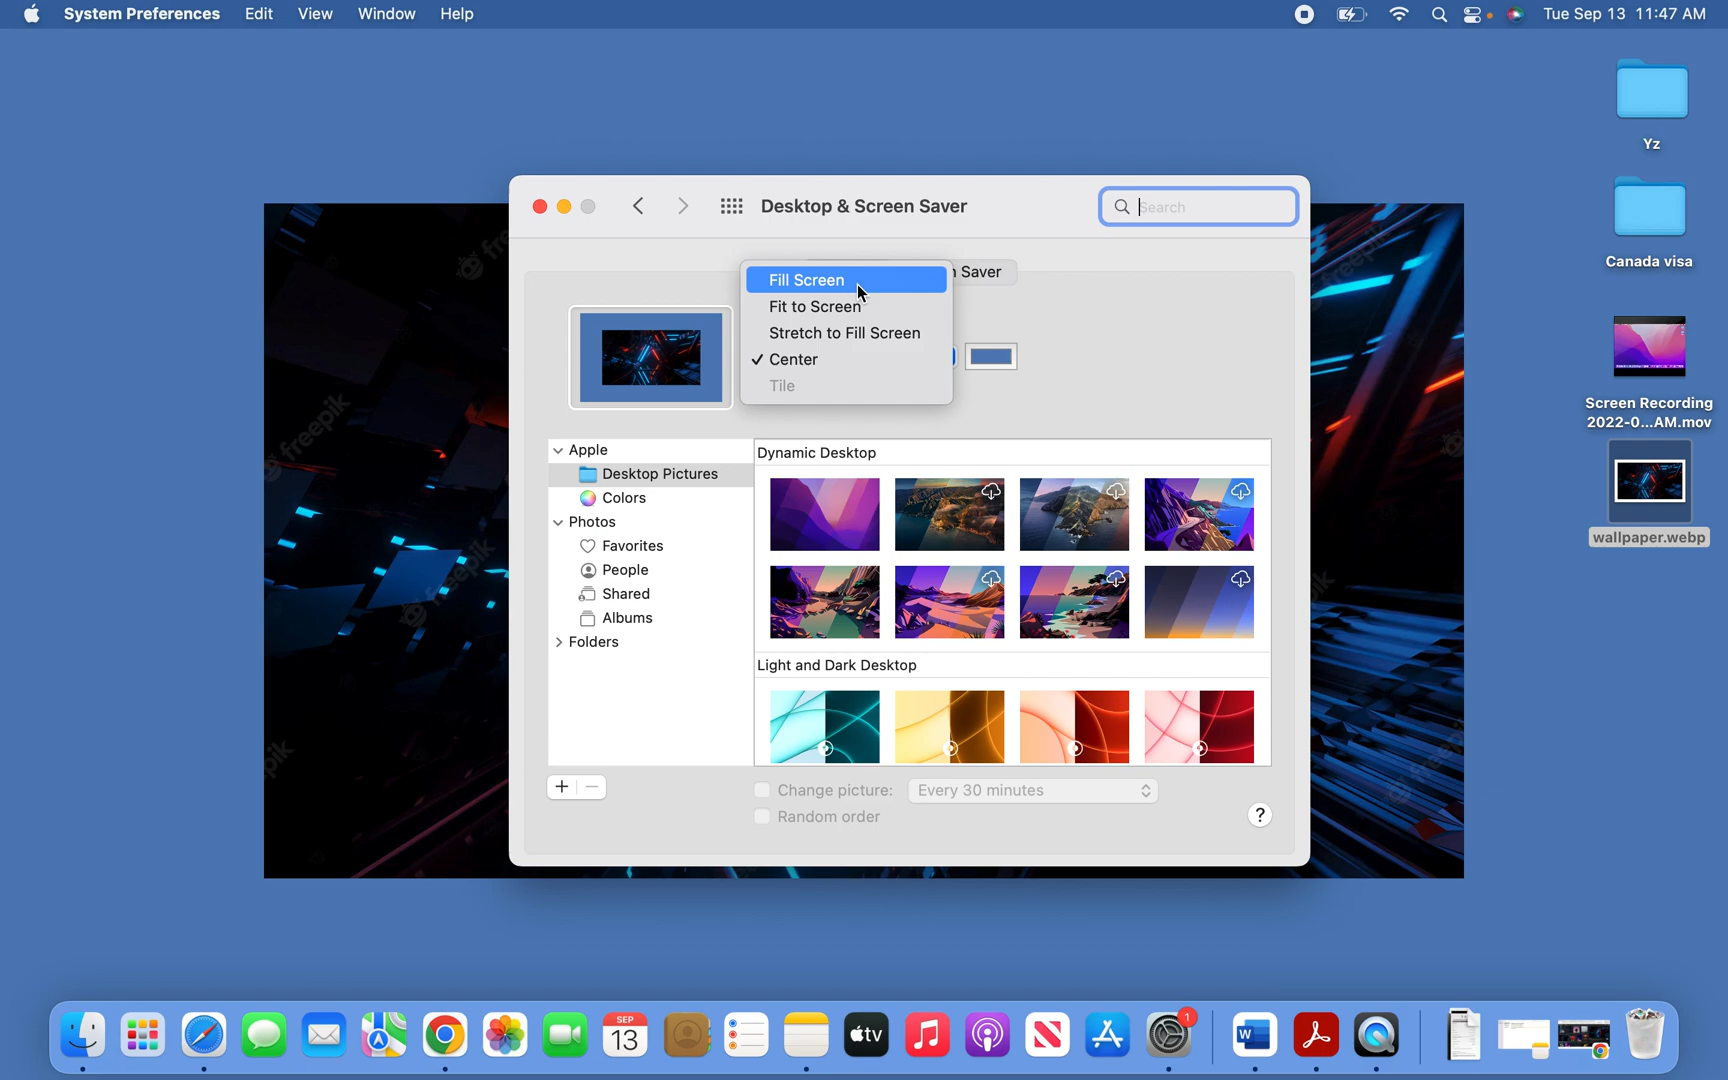 System Preferences Edit View Window Help Tue Sep 13 11:47 AM
Yz
Canada visa
Screen Recording
2022-0...AM.mov
wallpaper.webp
Desktop & Screen Saver
Search
n Saver
Fill Screen
Fit to Screen
Stretch to Fill Screen
✓ Center
Tile
Apple
Desktop Pictures
Colors
Photos
Favorites
People
Shared
Albums
Folders
Dynamic Desktop
Light and Dark Desktop
Change picture: Every 30 minutes
Random order
?
freepik
SEP
13
tv
1